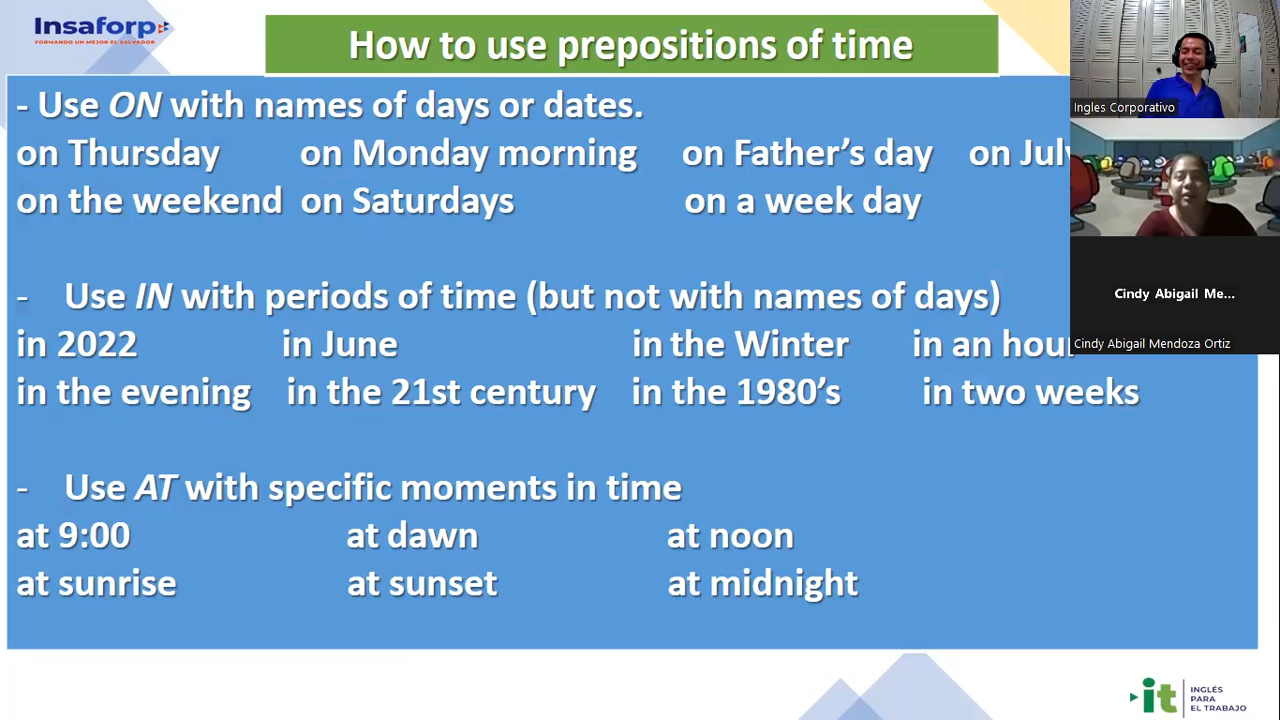 Insaforp
FORMANDO UN MEJOR EL SALVADOR
How to use prepositions of time
- Use ON with names of days or dates.
on Thursday on Monday morning on Father's day on July
on the weekend on Saturdays on a week day
- Use IN with periods of time (but not with names of days)
in 2022 in June in the Winter in an hour
in the evening in the 21st century in the 1980's in two weeks
- Use AT with specific moments in time
at 9:00 at dawn at noon
at sunrise at sunset at midnight
Ingles Corporativo
Cindy Abigail Me...
Cindy Abigail Mendoza Ortiz
it INGLÉS
PARA
EL TRABAJO